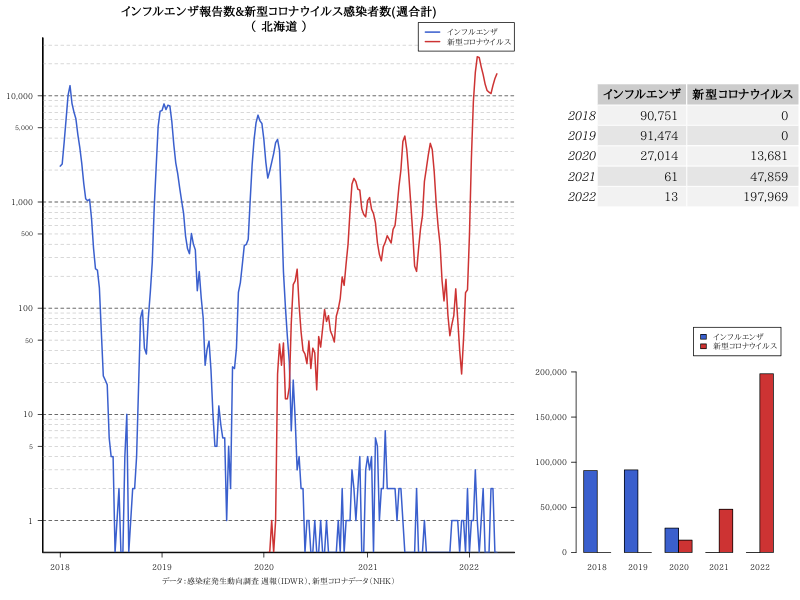 インフルエンザ報告数&新型コロナウイルス感染者数(週合計)
( 北海道 )
インフルエンザ
新型コロナウイルス
10,000
5,000
1,000
500
100
50
10
5
1
2018
2019
2020
2021
2022
データ:感染症発生動向調査 週報(IDWR)、新型コロナデータ(NHK)
インフルエンザ 新型コロナウイルス
2018 90,751 0
2019 91,474 0
2020 27,014 13,681
2021 61 47,859
2022 13 197,969
インフルエンザ
新型コロナウイルス
200,000
150,000
100,000
50,000
0
2018
2019
2020
2021
2022